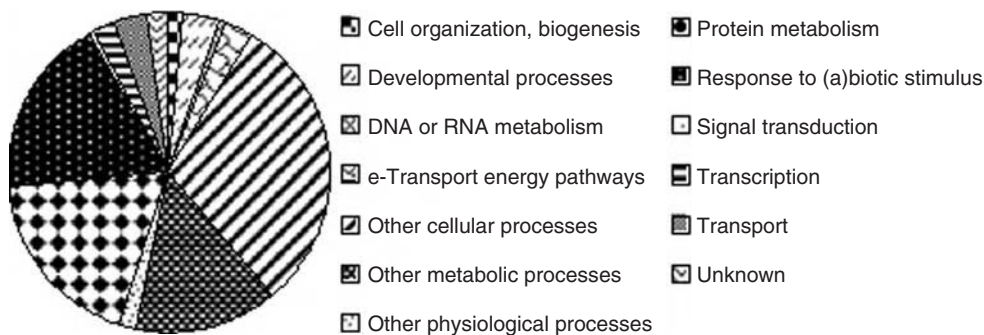 Cell organization, biogenesis
Developmental processes
DNA or RNA metabolism
e-Transport energy pathways
Other cellular processes
Other metabolic processes
Other physiological processes
Protein metabolism
Response to (a)biotic stimulus
Signal transduction
Transcription
Transport
Unknown